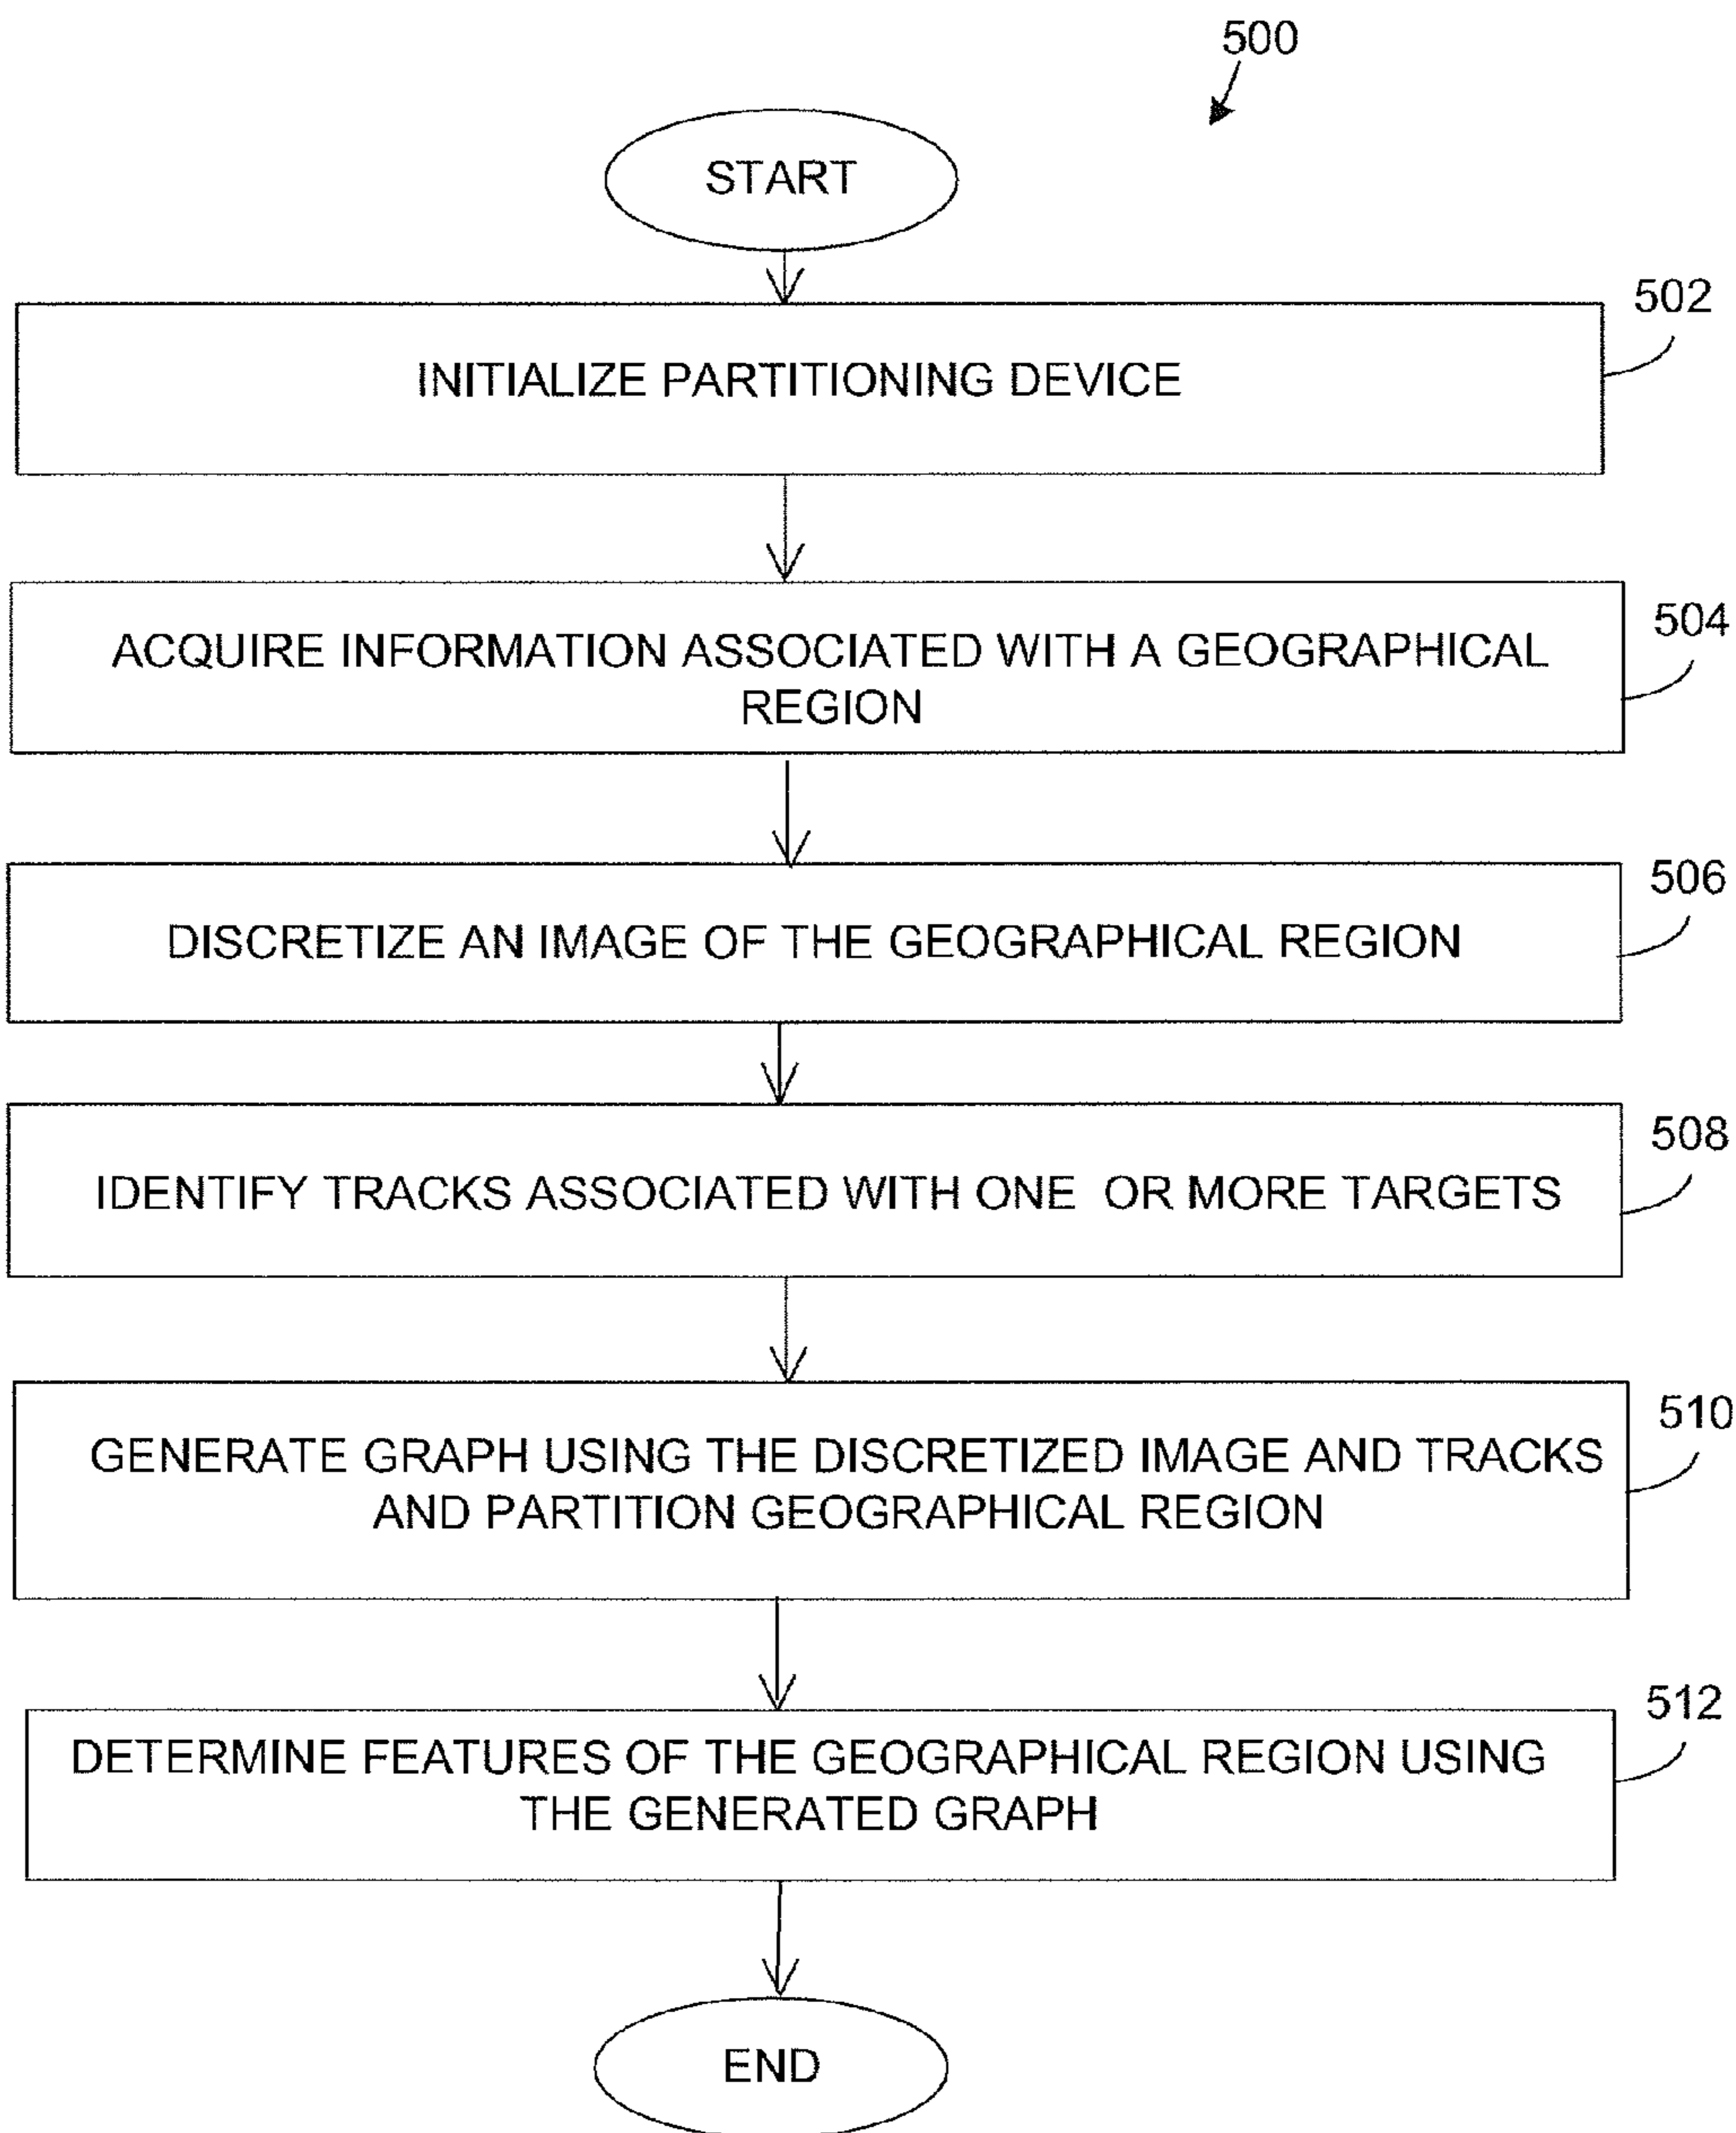 500
START
502
INITIALIZE PARTITIONING DEVICE
504
ACQUIRE INFORMATION ASSOCIATED WITH A GEOGRAPHICAL
REGION
506
DISCRETIZE AN IMAGE OF THE GEOGRAPHICAL REGION
508
IDENTIFY TRACKS ASSOCIATED WITH ONE OR MORE TARGETS
510
GENERATE GRAPH USING THE DISCRETIZED IMAGE AND TRACKS
AND PARTITION GEOGRAPHICAL REGION
512
DETERMINE FEATURES OF THE GEOGRAPHICAL REGION USING
THE GENERATED GRAPH
END